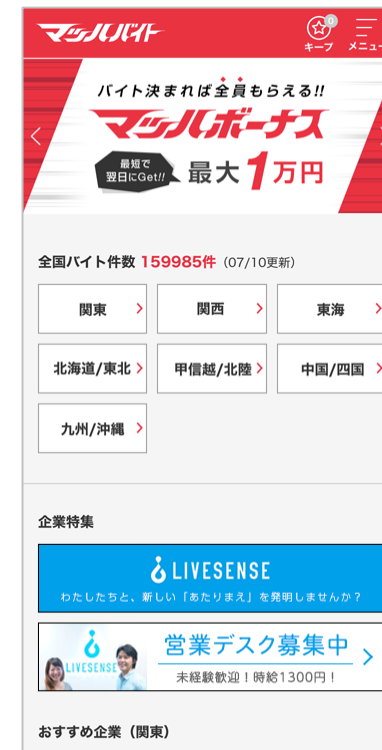 マッハバイト
0
キープ
メニュー
バイト決まれば全員もらえる!!
マッハボーナス
最短で
翌日にGet!!
最大1万円
全国バイト件数 159985件（07/10更新）
関東
関西
東海
北海道/東北
甲信越/北陸
中国/四国
九州/沖縄
企業特集
LIVESENSE
わたしたちと、新しい「あたりまえ」を発明しませんか？
LIVESENSE
営業デスク募集中
未経験歓迎！時給1300円！
おすすめ企業（関東）